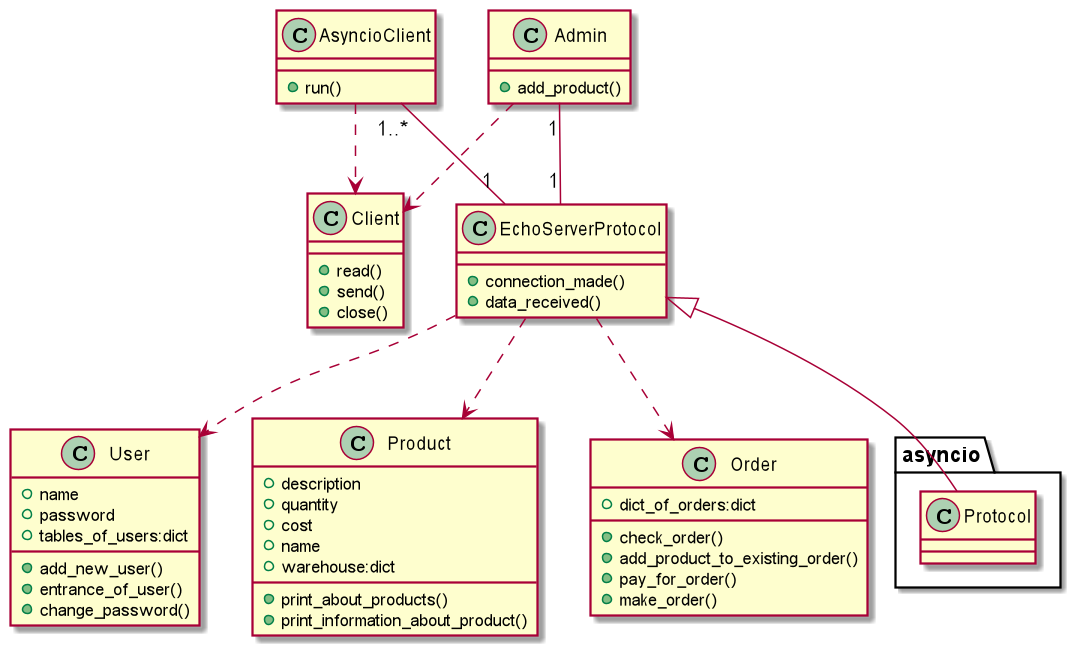 C AsyncioClient
run()
C Admin
add_product()
1..*
1
1
1
C Client
read()
send()
close()
C EchoServerProtocol
connection_made()
data_received()
C User
name
password
tables_of_users:dict
add_new_user()
entrance_of_user()
change_password()
C Product
description
quantity
cost
name
warehouse:dict
print_about_products()
print_information_about_product()
C Order
dict_of_orders:dict
check_order()
add_product_to_existing_order()
pay_for_order()
make_order()
asyncio
C Protocol